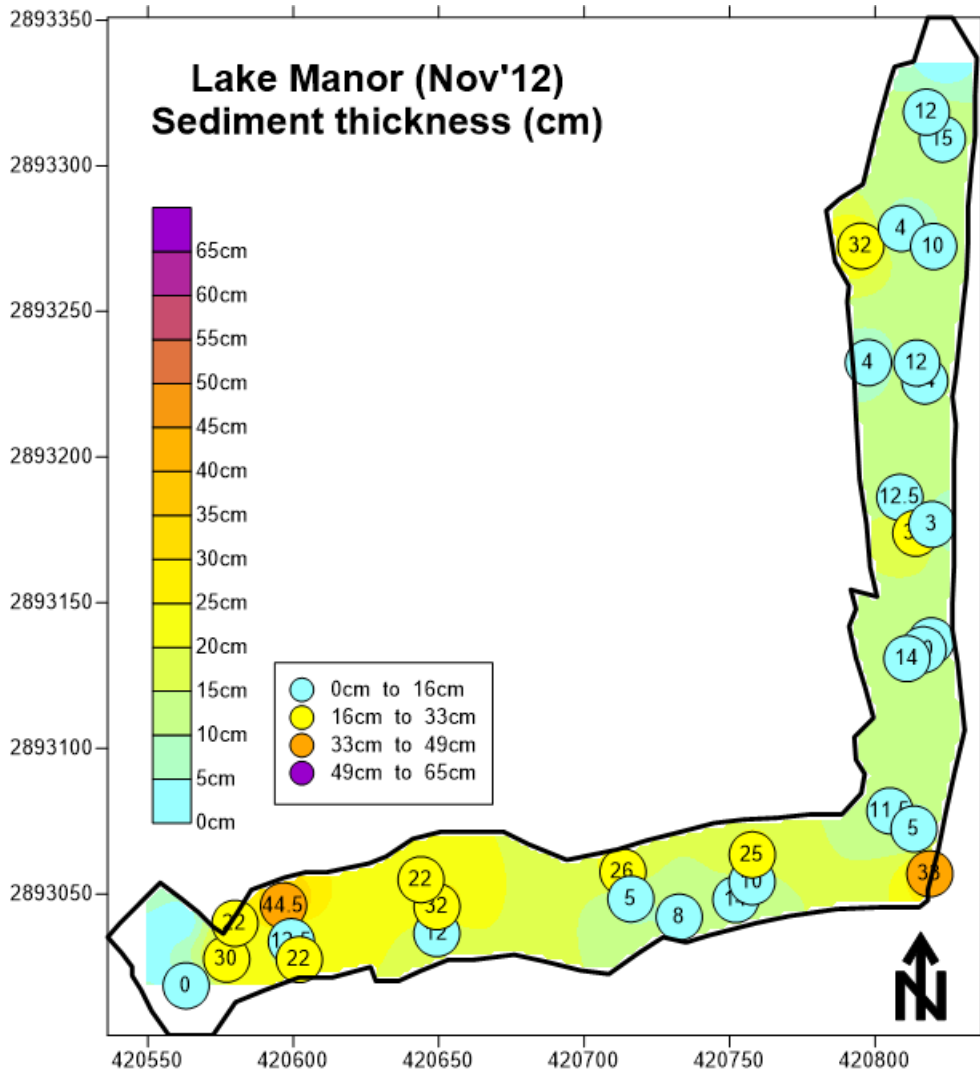 Lake Manor (Nov'12)
Sediment thickness (cm)
2893350
2893300
2893250
2893200
2893150
2893100
2893050
65cm
60cm
55cm
50cm
45cm
40cm
35cm
30cm
25cm
20cm
15cm
10cm
5cm
0cm
0cm to 16cm
16cm to 33cm
33cm to 49cm
49cm to 65cm
12
15
4
32
10
4
12
12.5
3
14
11.5
5
38
25
26
10
5
8
22
32
12
44.5
22
12.5
30
22
0
N
420550
420600
420650
420700
420750
420800